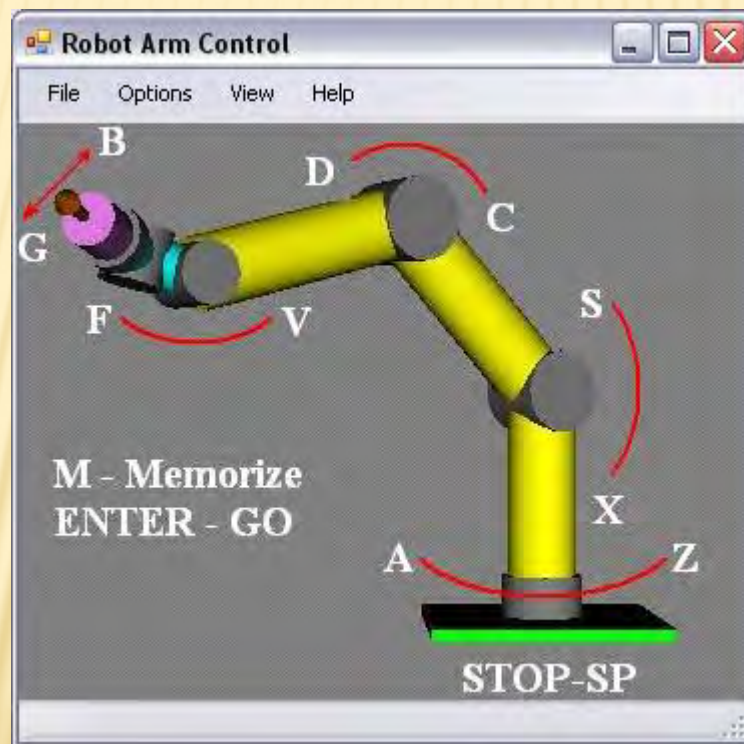 Robot Arm Control
File Options View Help
B
D
C
G
S
F V
M - Memorize
ENTER - GO
X
A Z
STOP-SP